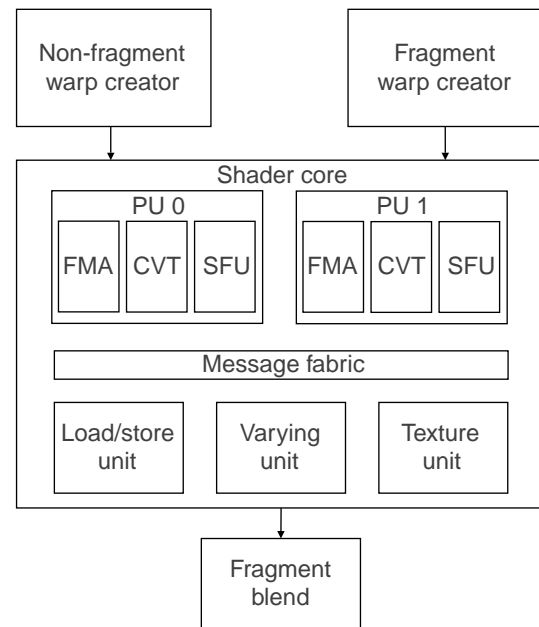 Non-fragment
warp creator
Fragment
warp creator
Shader core
PU 0
FMA CVT SFU
PU 1
FMA CVT SFU
Message fabric
Load/store
unit
Varying
unit
Texture
unit
Fragment
blend